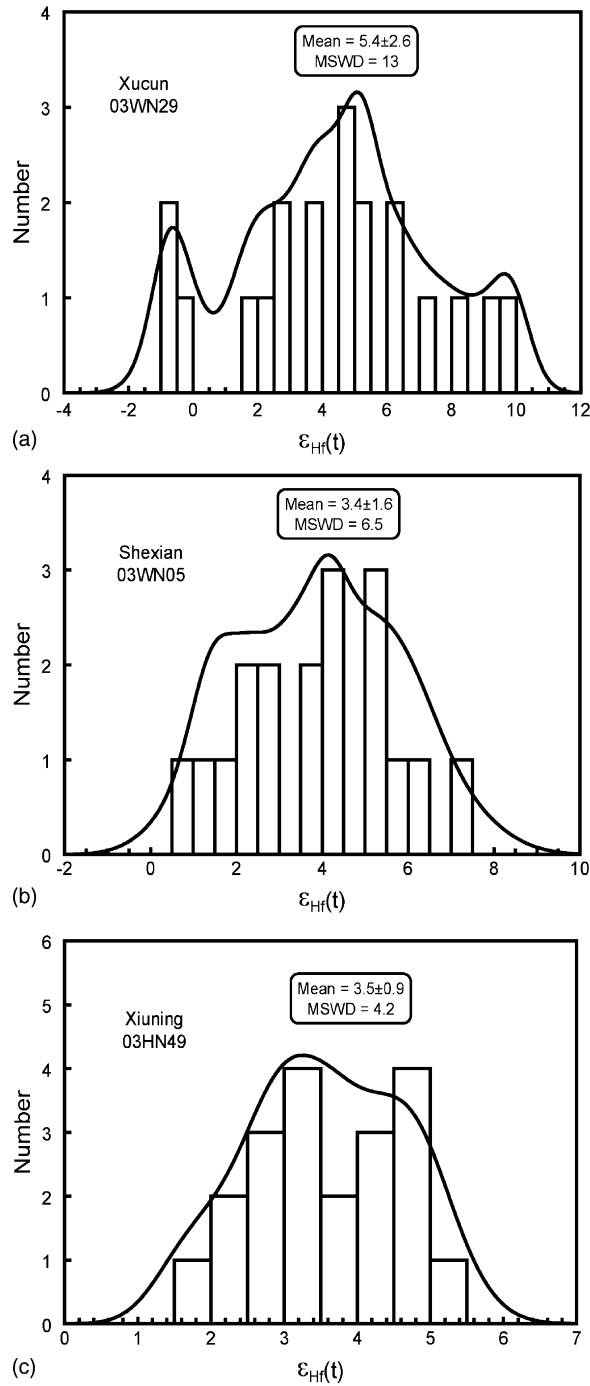 4
Mean = 5.4±2.6
MSWD = 13
Xucun
03WN29
3
Number
2
1
0
-4 -2 0 2 4 6 8 10 12
(a)
εHf(t)
4
Mean = 3.4±1.6
MSWD = 6.5
Shexian
03WN05
3
Number
2
1
0
-2 0 2 4 6 8 10
(b)
εHf(t)
6
Mean = 3.5±0.9
MSWD = 4.2
5
Xiuning
03HN49
4
Number
3
2
1
0
0 1 2 3 4 5 6 7
(c)
εHf(t)